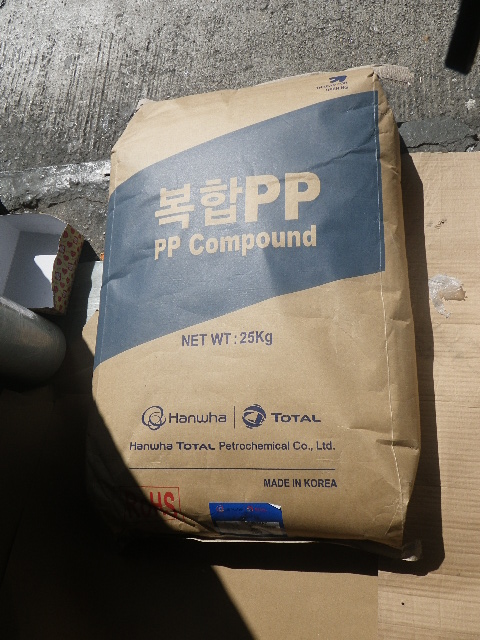 복합PP
PP Compound
NET WT : 25Kg
Hanwha TOTAL
Hanwha TOTAL Petrochemical Co., Ltd.
MADE IN KOREA